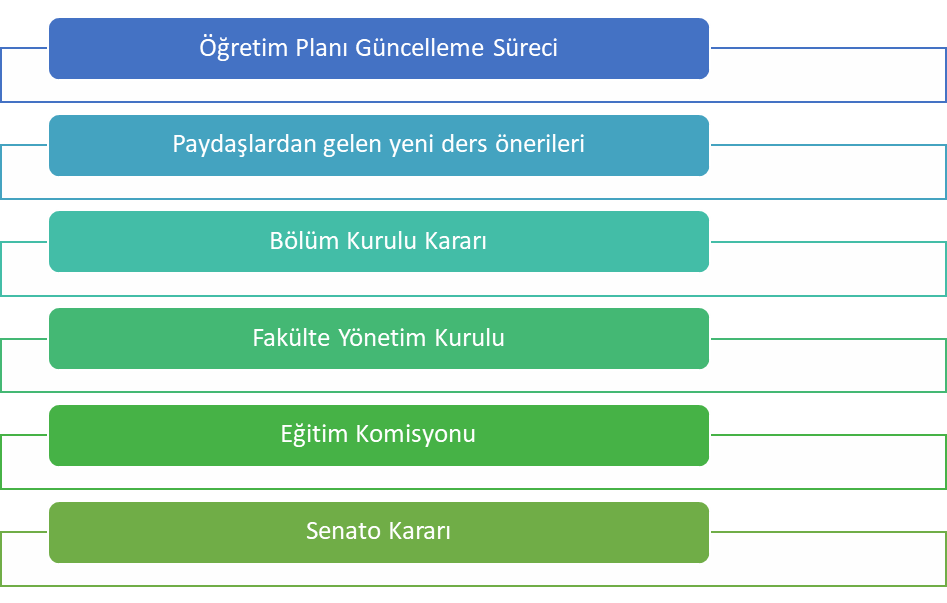 Öğretim Planı Güncelleme Süreci
Paydaşlardan gelen yeni ders önerileri
Bölüm Kurulu Kararı
Fakülte Yönetim Kurulu
Eğitim Komisyonu
Senato Kararı